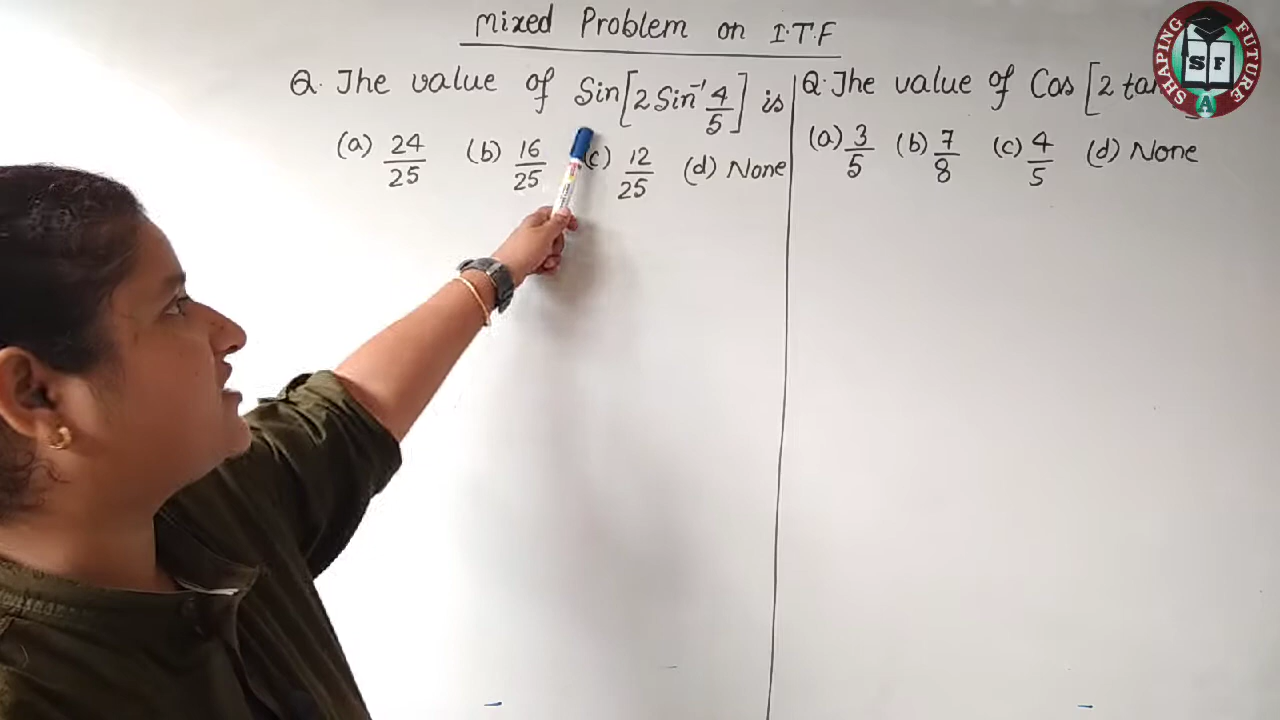 Mixed Problem on I.T.F
Q. The value of Sin[2 Sin⁻¹ 4/5] is
(a) 24/25 (b) 16/25 (c) 12/25 (d) None
Q. The value of Cos [2 tan
(a) 3/5 (b) 7/8 (c) 4/5 (d) None
SHAPING FUTURE
SF
A